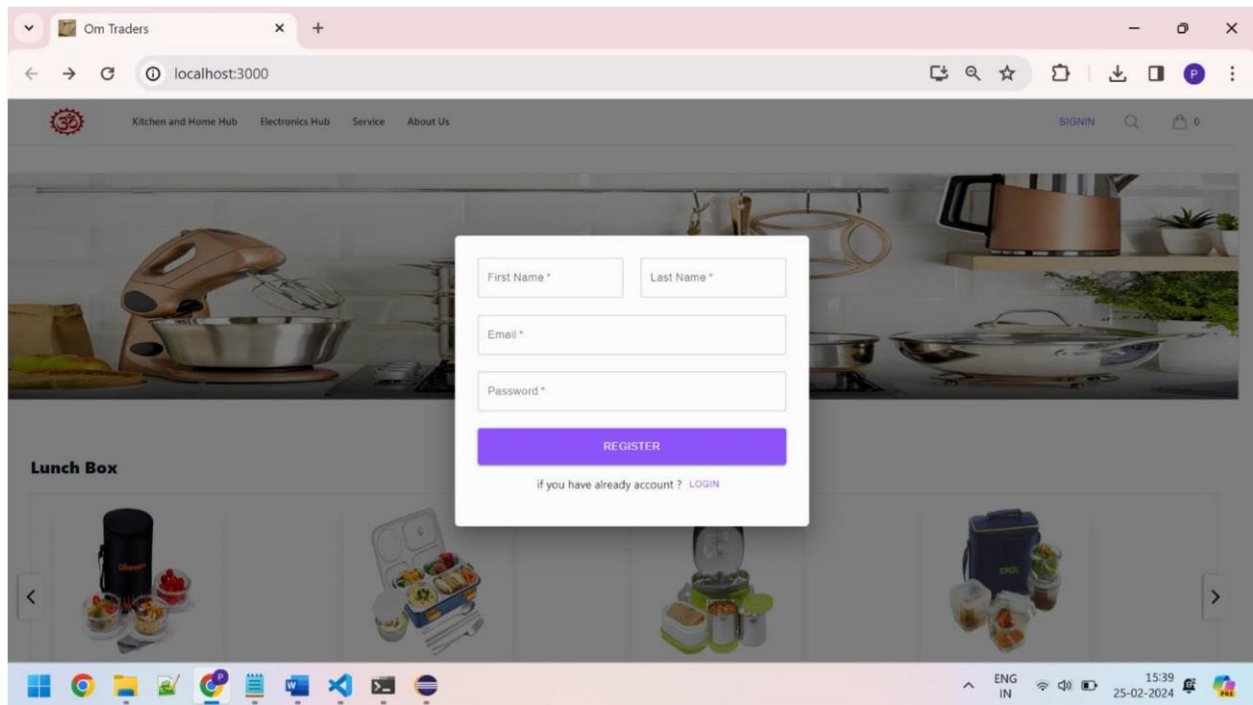 Om Traders
localhost:3000
P
ॐ
Kitchen and Home Hub Electronics Hub Service About Us SIGNIN 0
First Name * Last Name *
Email *
Password *
REGISTER
if you have already account ? LOGIN
Lunch Box
ENG 15:39
IN 25-02-2024